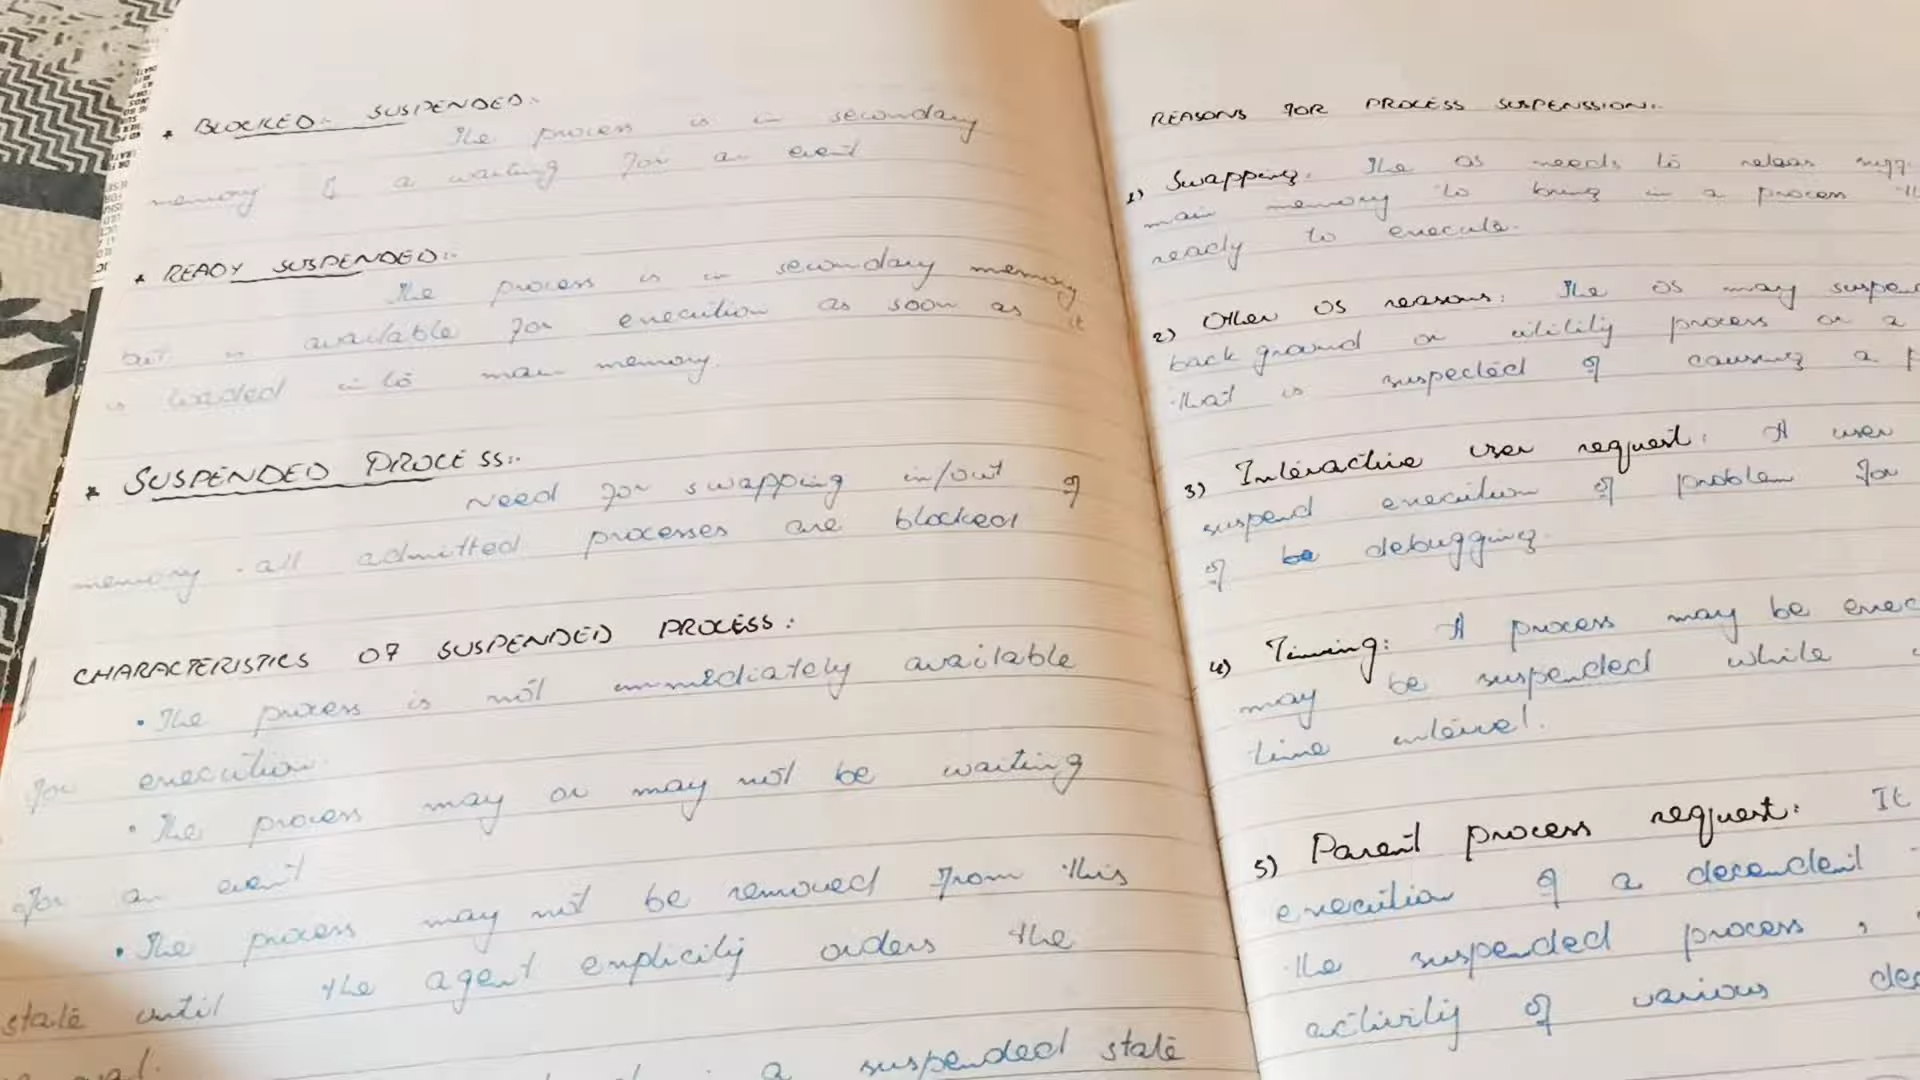 * BLOCKED SUSPENDED:-
The process is in secondary
memory & a waiting for an event
* READY SUSPENDED:-
The process is in secondary memory
but is available for execution as soon as it
is loaded into main memory.
* SUSPENDED PROCESS:-
Need for swapping in/out of
memory. all admitted processes are blocked
CHARACTERISTICS OF SUSPENDED PROCESS:
• The process is not immediately available
for execution.
• The process may or may not be waiting
for an event
• The process may not be removed from this
state until the agent explicitly orders the
a suspended state
REASONS FOR PROCESS SUSPENSSION:-
1) Swapping. The OS needs to releas suff
main memory to bring in a process
ready to execute.
2) Other OS reasons: The OS may suspen
back ground or utility process or a
that is suspected of causing a p
3) Interactive user request: A user
suspend execution of problem for
of be debugging.
4) Timing: A process may be exec
may be suspended while
time interval.
5) Parent process request: It
execution of a decendent
the suspended process,
activity of various dec